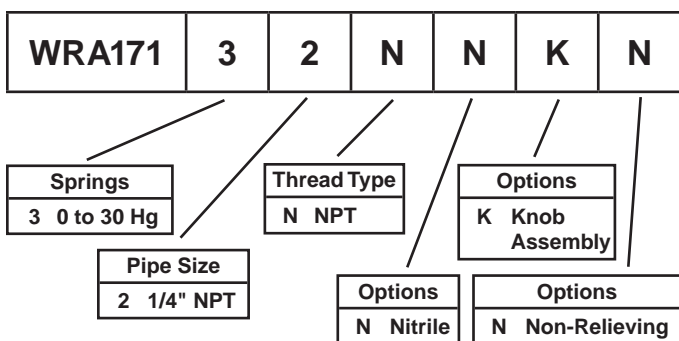 WRA171 3 2 N N K N
Springs
3 0 to 30 Hg
Pipe Size
2 1/4" NPT
Thread Type
N NPT
Options
N Nitrile
Options
K Knob
Assembly
Options
N Non-Relieving